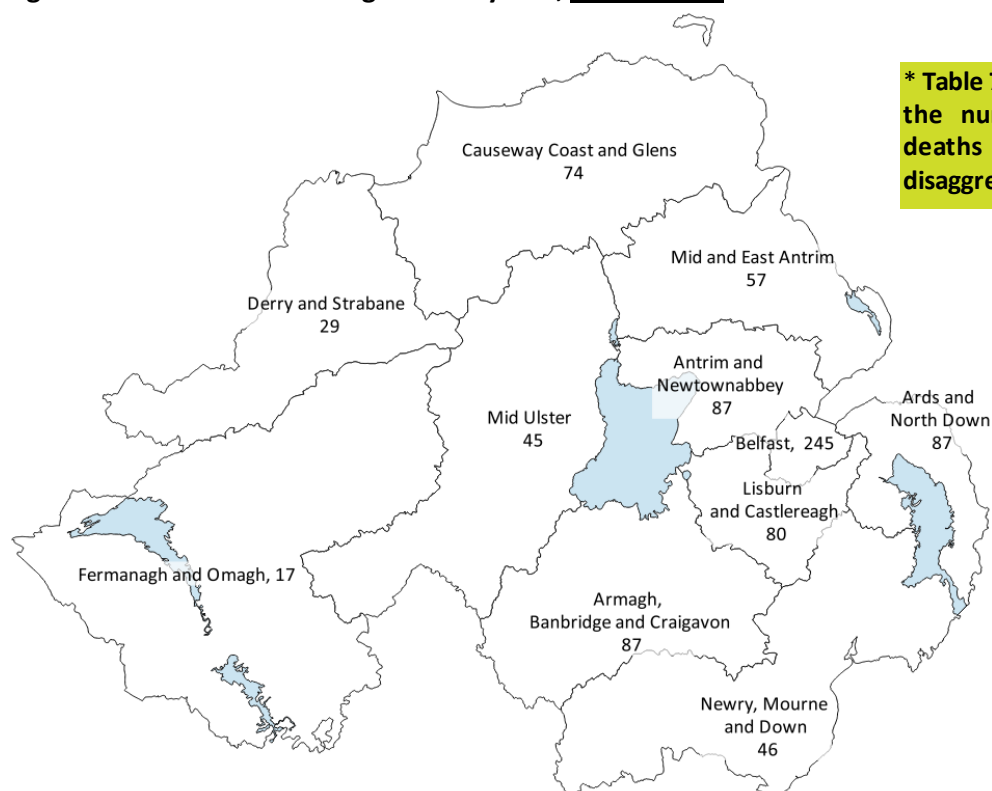 * Table 7
the nu
deaths
disaggre
Causeway Coast and Glens
74
Mid and East Antrim
57
Derry and Strabane
29
Antrim and
Newtownabbey
87
Ards and
North Down
87
Mid Ulster
45
Belfast, 245
Lisburn
and Castlereagh
80
Fermanagh and Omagh, 17
Armagh,
Banbridge and Craigavon
87
Newry, Mourne
and Down
46